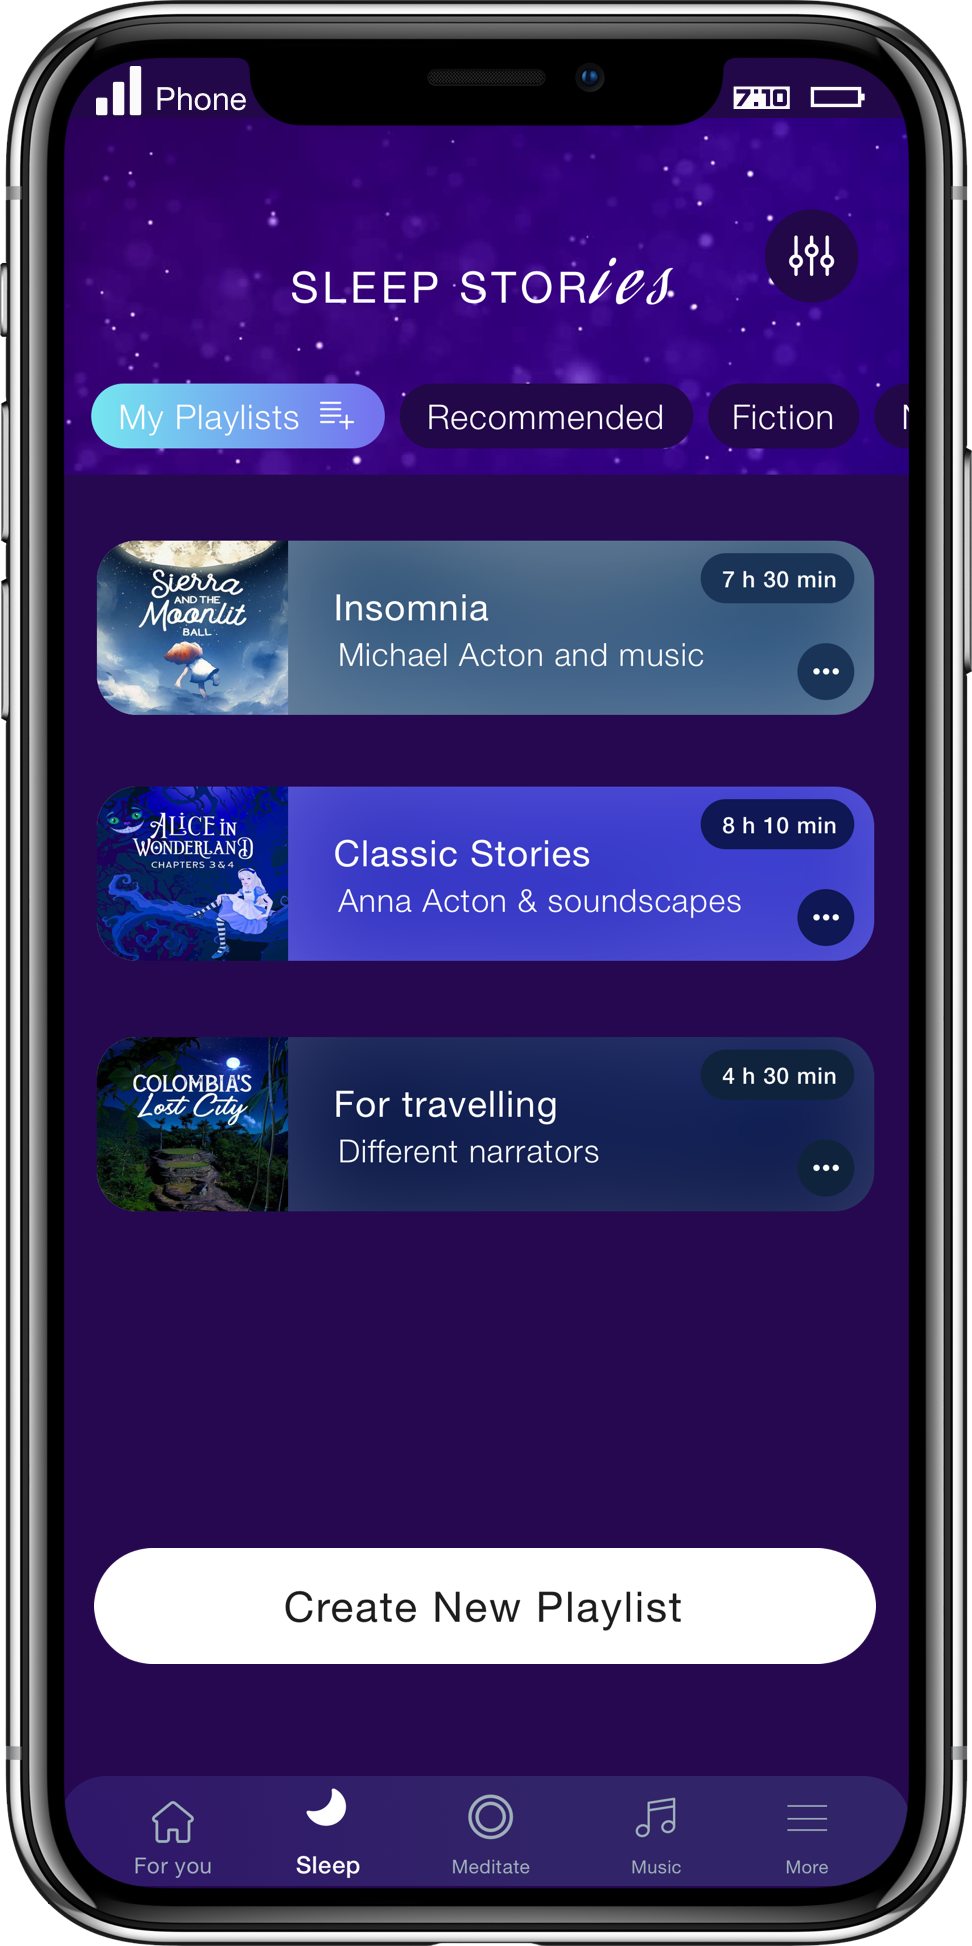 Phone
7:10
SLEEP STORies
My Playlists
Recommended
Fiction
Sierra
AND THE
Moonlit
BALL
Insomnia
Michael Acton and music
7 h 30 min
ALICE IN
WONDERLAND
CHAPTERS 3 & 4
Classic Stories
Anna Acton & soundscapes
8 h 10 min
COLOMBIA'S
Lost City
For travelling
Different narrators
4 h 30 min
Create New Playlist
For you
Sleep
Meditate
Music
More